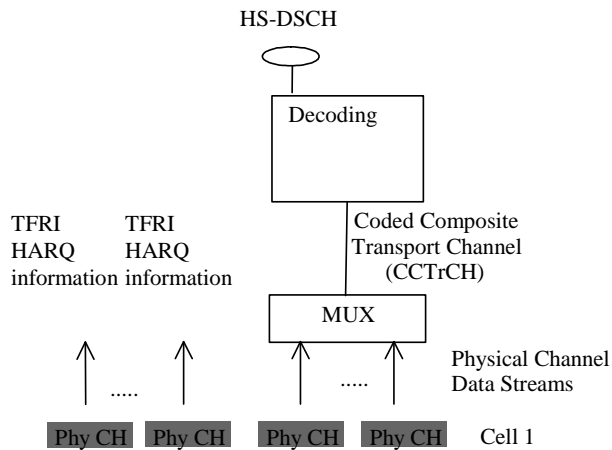 HS-DSCH
Decoding
TFRI
HARQ
information
TFRI
HARQ
information
Coded Composite
Transport Channel
(CCTrCH)
MUX
Physical Channel
Data Streams
.....
.....
Phy CH
Phy CH
Phy CH
Phy CH
Cell 1